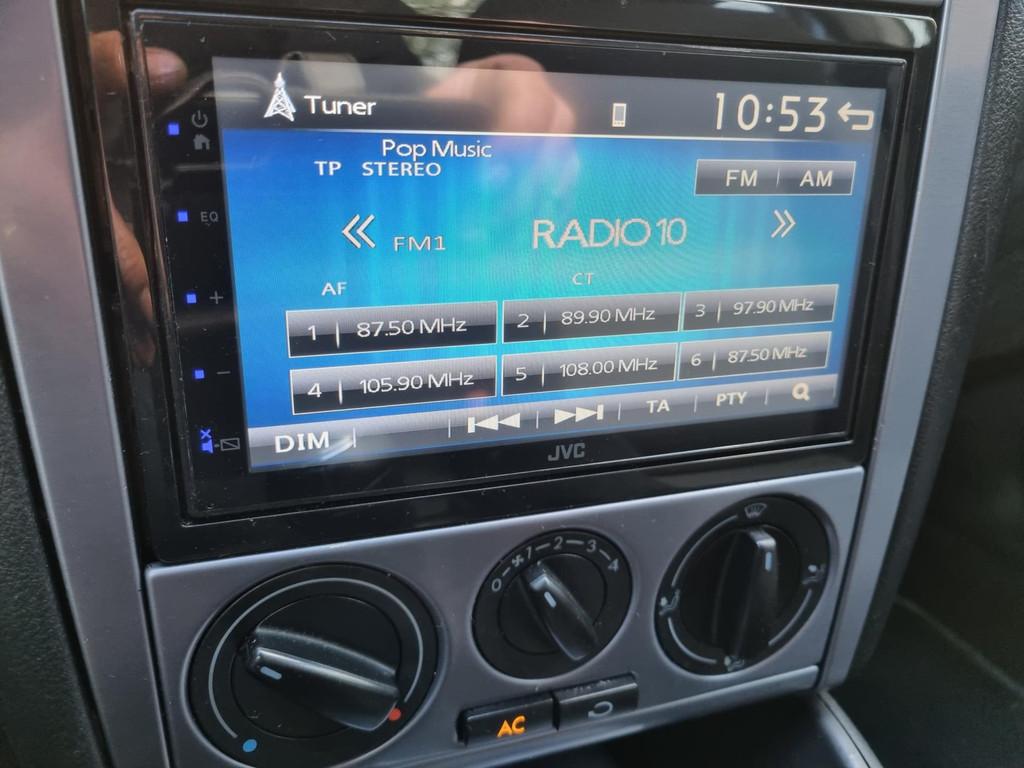 Tuner 10:53
Pop Music
TP STEREO FM AM
EQ
FM1 RADIO 10
AF CT
1 87.50 MHz 2 89.90 MHz 3 97.90 MHz
4 105.90 MHz 5 108.00 MHz 6 87.50 MHz
DIM TA PTY
JVC
0 1 2 3 4
AC